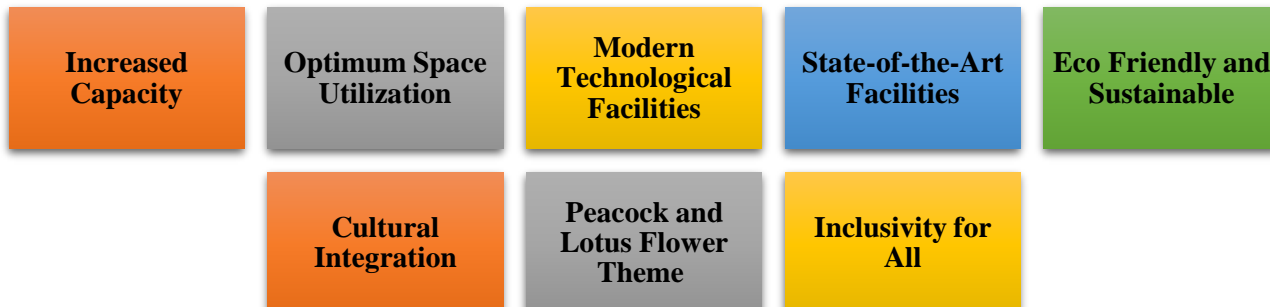 Increased
Capacity
Optimum Space
Utilization
Modern
Technological
Facilities
State-of-the-Art
Facilities
Eco Friendly and
Sustainable
Cultural
Integration
Peacock and
Lotus Flower
Theme
Inclusivity for
All